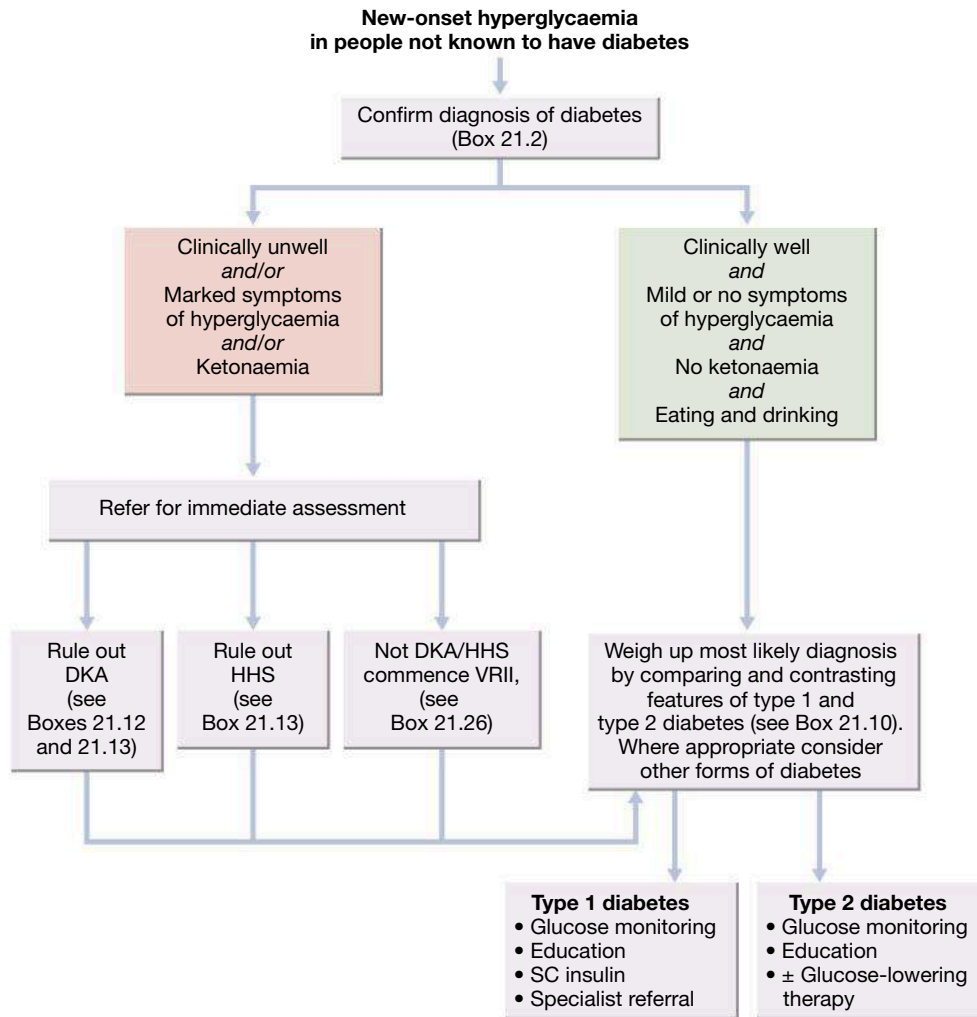 New-onset hyperglycaemia
in people not known to have diabetes
Confirm diagnosis of diabetes
(Box 21.2)
Clinically unwell
and/or
Marked symptoms
of hyperglycaemia
and/or
Ketonaemia
Clinically well
and
Mild or no symptoms
of hyperglycaemia
and
No ketonaemia
and
Eating and drinking
Refer for immediate assessment
Rule out
DKA
(see
Boxes 21.12
and 21.13)
Rule out
HHS
(see
Box 21.13)
Not DKA/HHS
commence VRII,
(see
Box 21.26)
Weigh up most likely diagnosis
by comparing and contrasting
features of type 1 and
type 2 diabetes (see Box 21.10).
Where appropriate consider
other forms of diabetes
Type 1 diabetes
• Glucose monitoring
• Education
• SC insulin
• Specialist referral
Type 2 diabetes
• Glucose monitoring
• Education
• ± Glucose-lowering
therapy